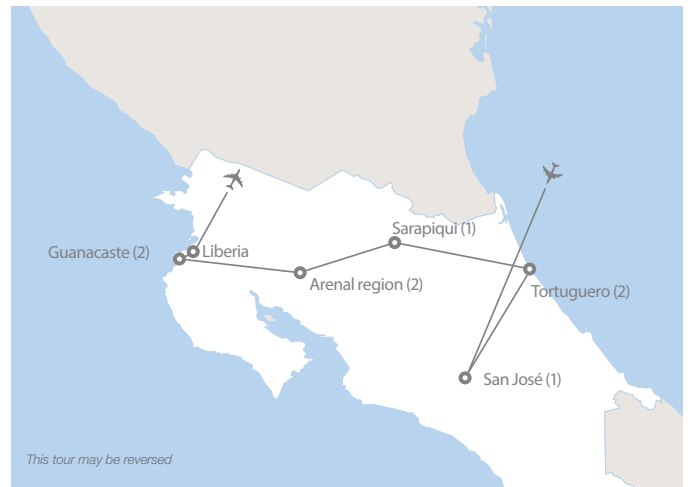 Sarapiquí (1)
Guanacaste (2)
Liberia
Arenal region (2)
Tortuguero (2)
San José (1)
This tour may be reversed